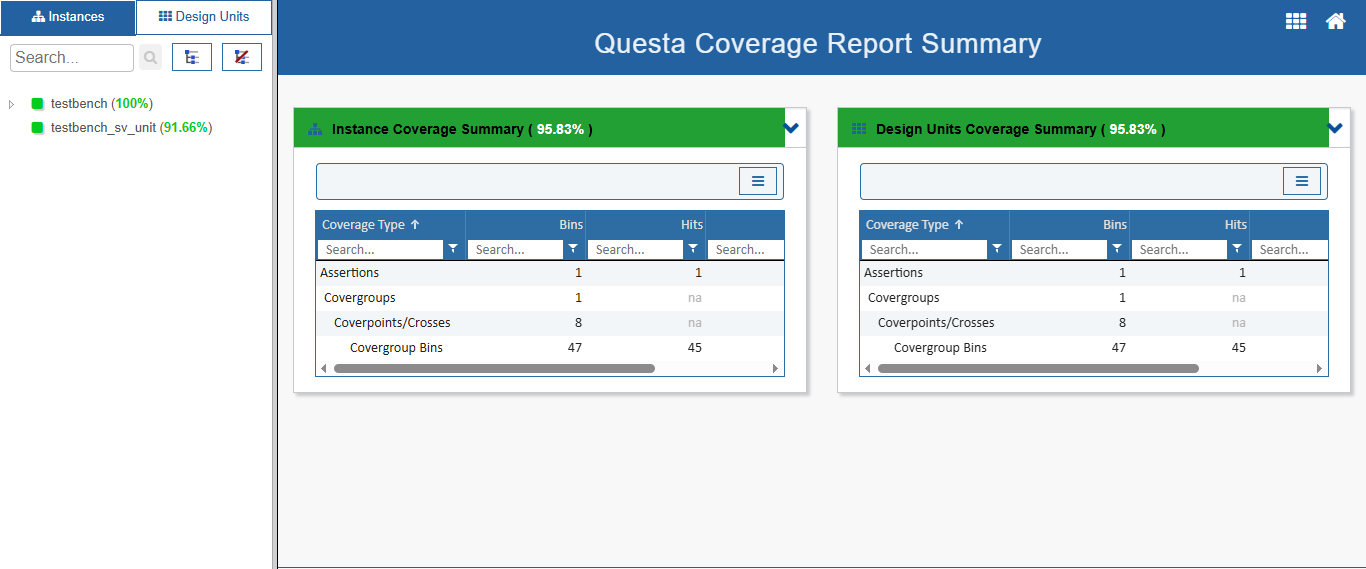 Instances
Design Units
Search...
testbench (100%)
testbench_sv_unit (91.66%)
Questa Coverage Report Summary
Instance Coverage Summary ( 95.83% )
Coverage Type Bins Hits
Search... Search... Search... Search...
Assertions 1 1
Covergroups 1 na
Coverpoints/Crosses 8 na
Covergroup Bins 47 45
Design Units Coverage Summary ( 95.83% )
Coverage Type Bins Hits
Search... Search... Search... Search...
Assertions 1 1
Covergroups 1 na
Coverpoints/Crosses 8 na
Covergroup Bins 47 45